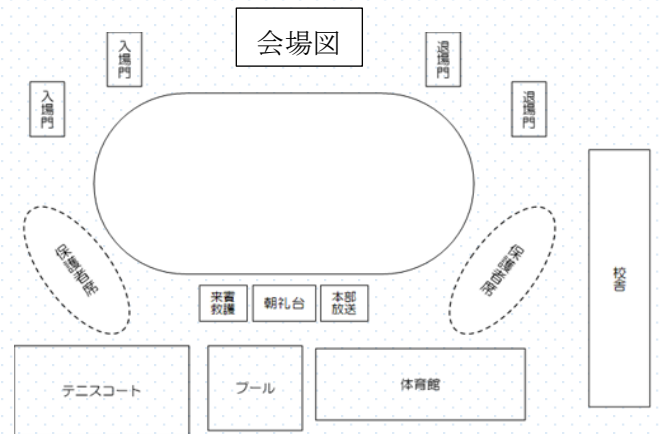 会場図
入場門
退場門
入場門
退場門
保護者席
保護者席
校舎
来賓
救護
朝礼台
本部
放送
テニスコート
プール
体育館